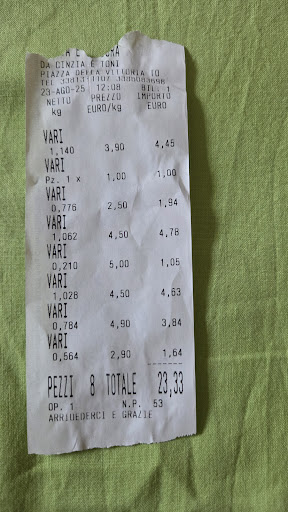 DA CINZIA E TONI
PIAZZA DELLA VITTORIA 10
23-AGO-25 12:08 BIL. 1
NETTO PREZZO IMPORTO
kg EURO/kg EURO
VARI
1,140 3,90 4,45
VARI
Pz. 1 x 1,00 1,00
VARI
0,776 2,50 1,94
VARI
1,062 4,50 4,78
VARI
0,210 5,00 1,05
VARI
1,028 4,50 4,63
VARI
0,784 4,90 3,84
VARI
0,564 2,90 1,64
PEZZI 8 TOTALE 23,33
OP. 1 N.P. 53
ARRIVEDERCI E GRAZIE